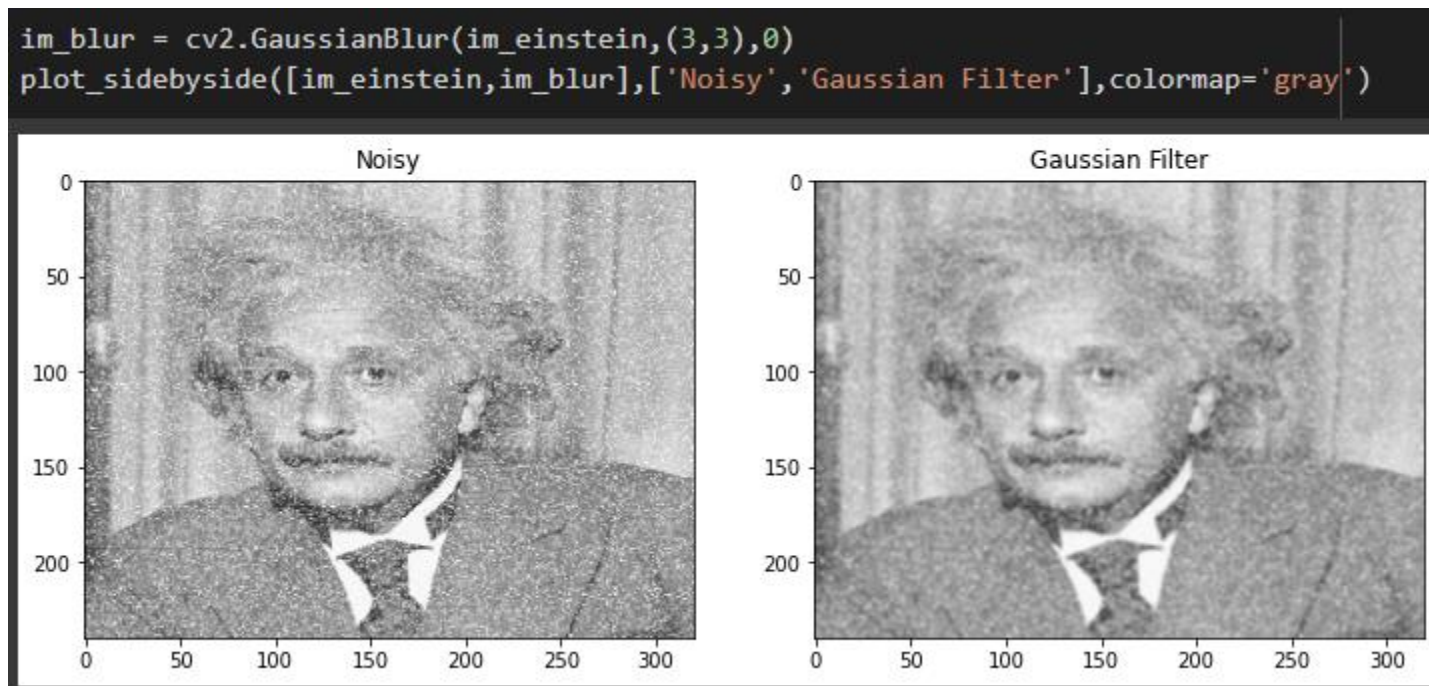 im_blur = cv2.GaussianBlur(im_einstein,(3,3),0)
plot_sidebyside([im_einstein,im_blur],['Noisy','Gaussian Filter'],colormap='gray')
Noisy
0
50
100
150
200
0 50 100 150 200 250 300
Gaussian Filter
0
50
100
150
200
0 50 100 150 200 250 300